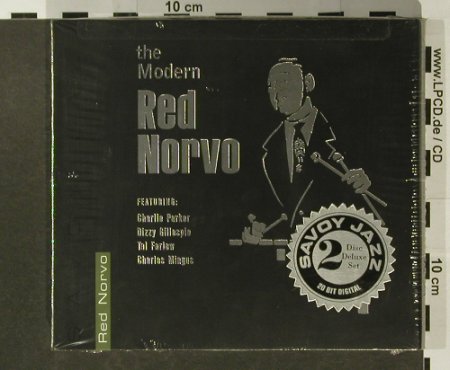 10 cm
the
Modern
Red
Norvo
FEATURING:
Charlie Parker
Dizzy Gillespie
Tal Farlow
Charles Mingus
SAVOY JAZZ
2
Disc
Deluxe
Set
20 BIT DIGITAL
Red Norvo
www.LPCD.de / CD
10 cm